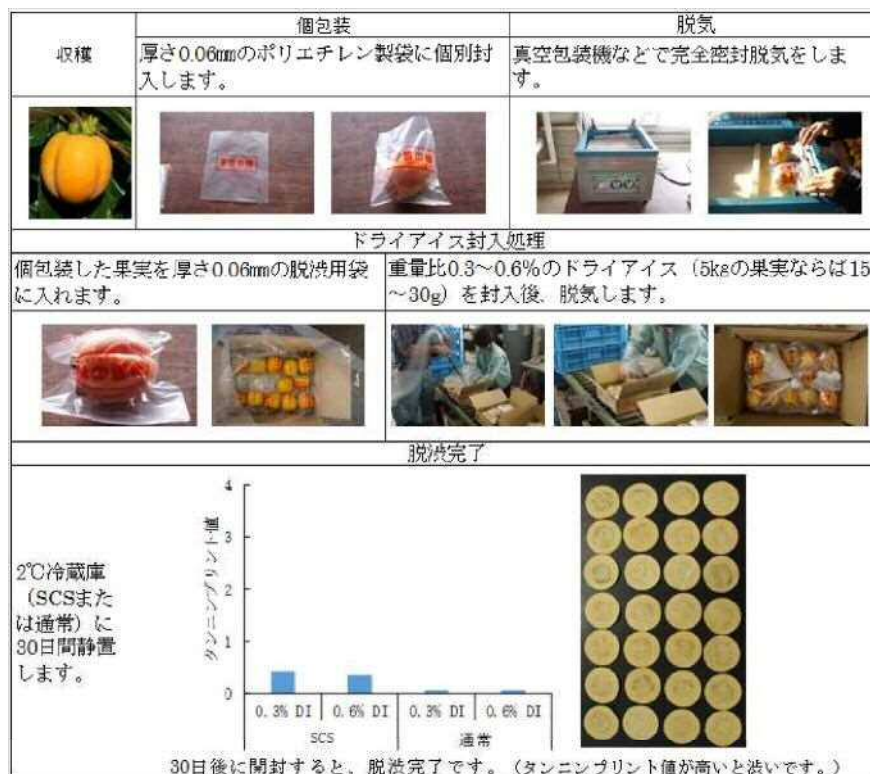 収穫
個包装
厚さ0.06㎜のポリエチレン製袋に個別封
入します。
脱気
真空包装機などで完全密封脱気をしま
す。
ドライアイス封入処理
個包装した果実を厚さ0.06㎜の脱渋用袋
に入れます。
重量比0.3～0.6%のドライアイス（5㎏の果実ならば15
～30g）を封入後、脱気します。
脱渋完了
2℃冷蔵庫
（SCSまた
は通常）に
30日間静置
します。
タンニンプリント値
4
3
2
1
0
0.3% DI
0.6% DI
0.3% DI
0.6% DI
SCS
通常
30日後に開封すると、脱渋完了です。（タンニンプリント値が高いと渋いです。）